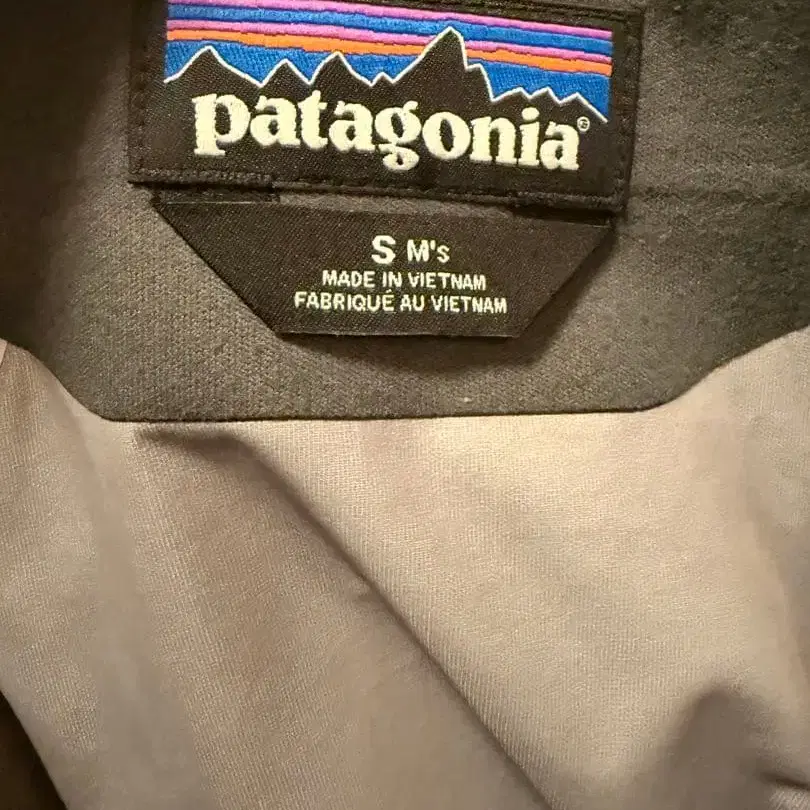 patagonia®
S M's
MADE IN VIETNAM
FABRIQUÉ AU VIETNAM